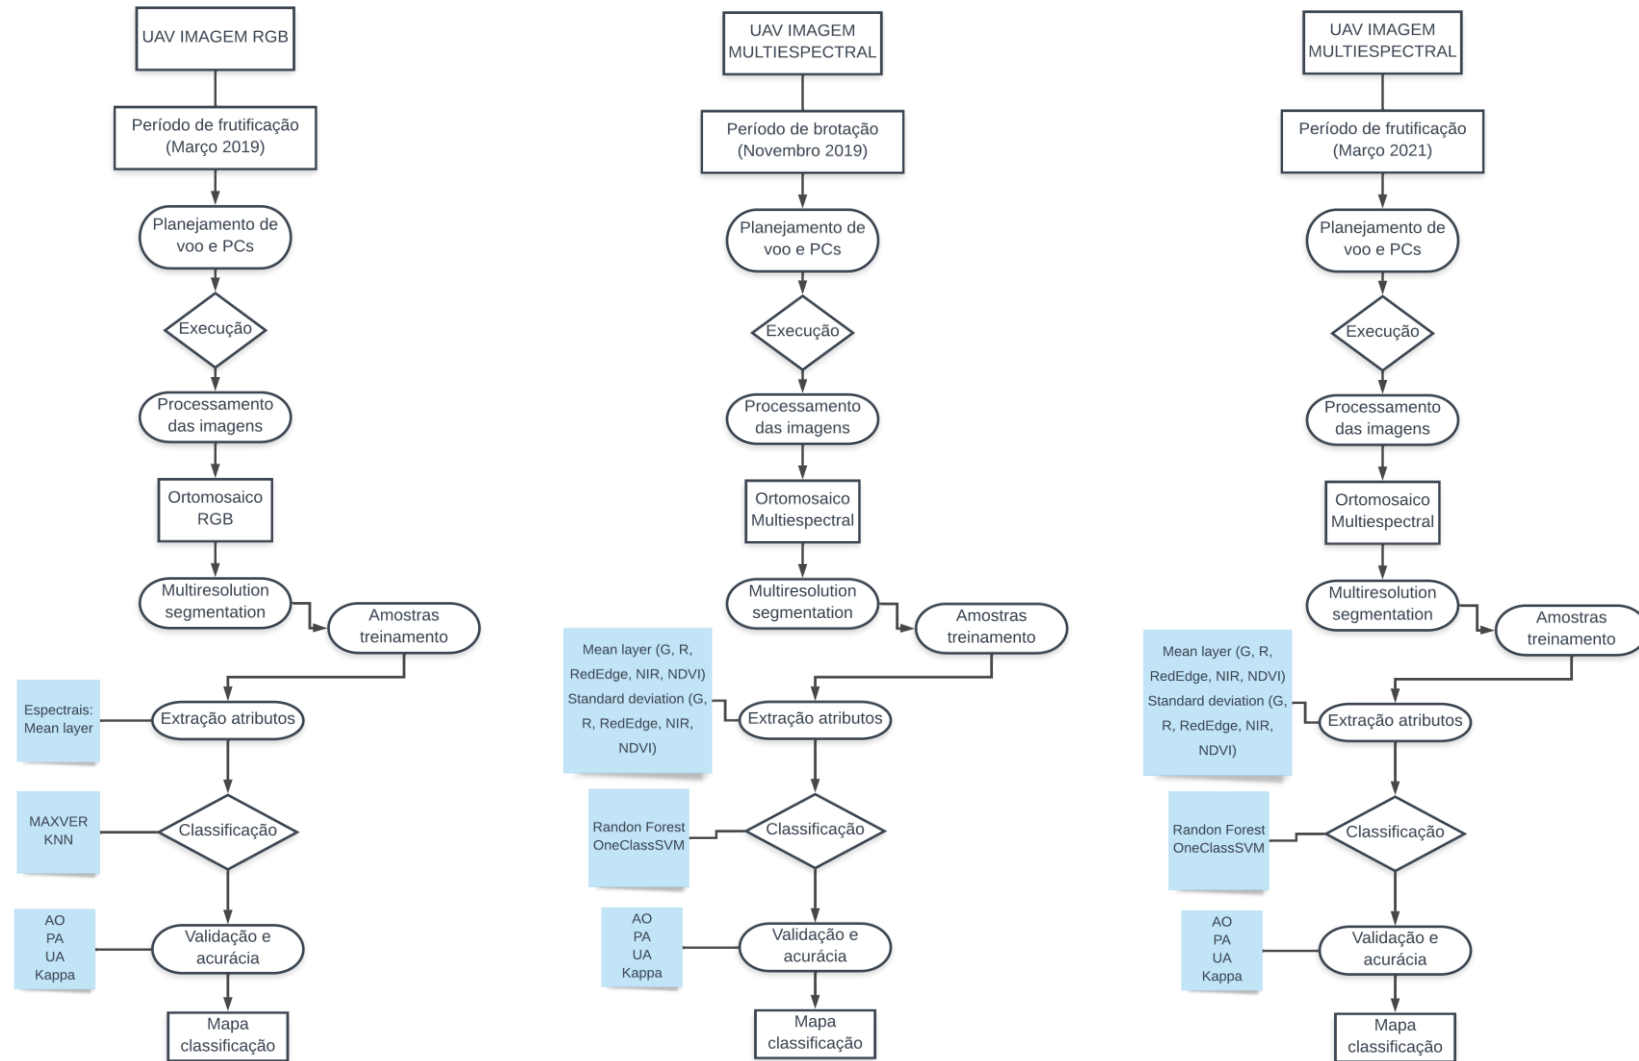 UAV IMAGEM RGB
Período de frutificação
(Março 2019)
Planejamento de
voo e PCs
Execução
Processamento
das imagens
Ortomosaico
RGB
Multiresolution
segmentation
Amostras
treinamento
Espectrais:
Mean layer
Extração atributos
MAXVER
KNN
Classificação
AO
PA
UA
Kappa
Validação e
acurácia
Mapa
classificação
UAV IMAGEM
MULTIESPECTRAL
Período de brotação
(Novembro 2019)
Planejamento de
voo e PCs
Execução
Processamento
das imagens
Ortomosaico
Multiespectral
Multiresolution
segmentation
Amostras
treinamento
Mean layer (G, R,
RedEdge, NIR, NDVI)
Standard deviation (G,
R, RedEdge, NIR,
NDVI)
Extração atributos
Randon Forest
OneClassSVM
Classificação
AO
PA
UA
Kappa
Validação e
acurácia
Mapa
classificação
UAV IMAGEM
MULTIESPECTRAL
Período de frutificação
(Março 2021)
Planejamento de
voo e PCs
Execução
Processamento
das imagens
Ortomosaico
Multiespectral
Multiresolution
segmentation
Amostras
treinamento
Mean layer (G, R,
RedEdge, NIR, NDVI)
Standard deviation (G,
R, RedEdge, NIR,
NDVI)
Extração atributos
Randon Forest
OneClassSVM
Classificação
AO
PA
UA
Kappa
Validação e
acurácia
Mapa
classificação